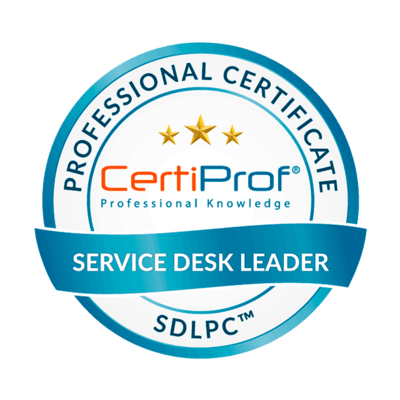 PROFESSIONAL CERTIFICATE
CertiProf®
Professional Knowledge
SERVICE DESK LEADER
SDLPC™